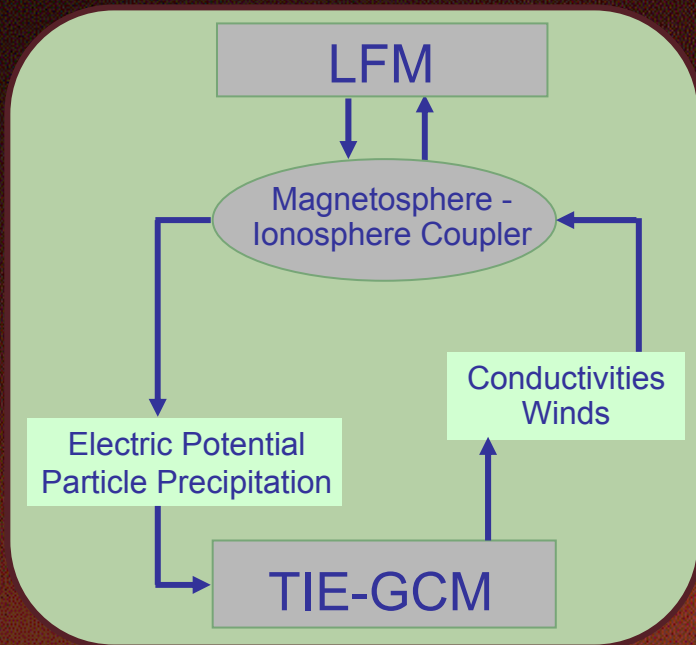 LFM
Magnetosphere -
Ionosphere Coupler
Conductivities
Winds
Electric Potential
Particle Precipitation
TIE-GCM